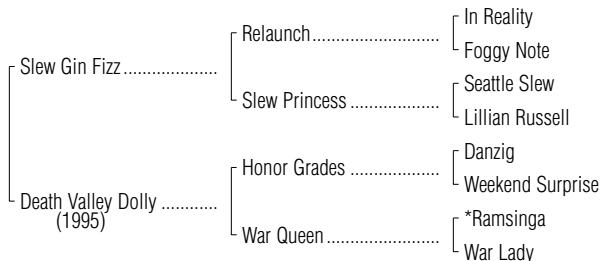 In Reality
Relaunch
Foggy Note
Slew Gin Fizz
Seattle Slew
Slew Princess
Lillian Russell
Danzig
Honor Grades
Weekend Surprise
Death Valley Dolly
(1995)
*Ramsinga
War Queen
War Lady